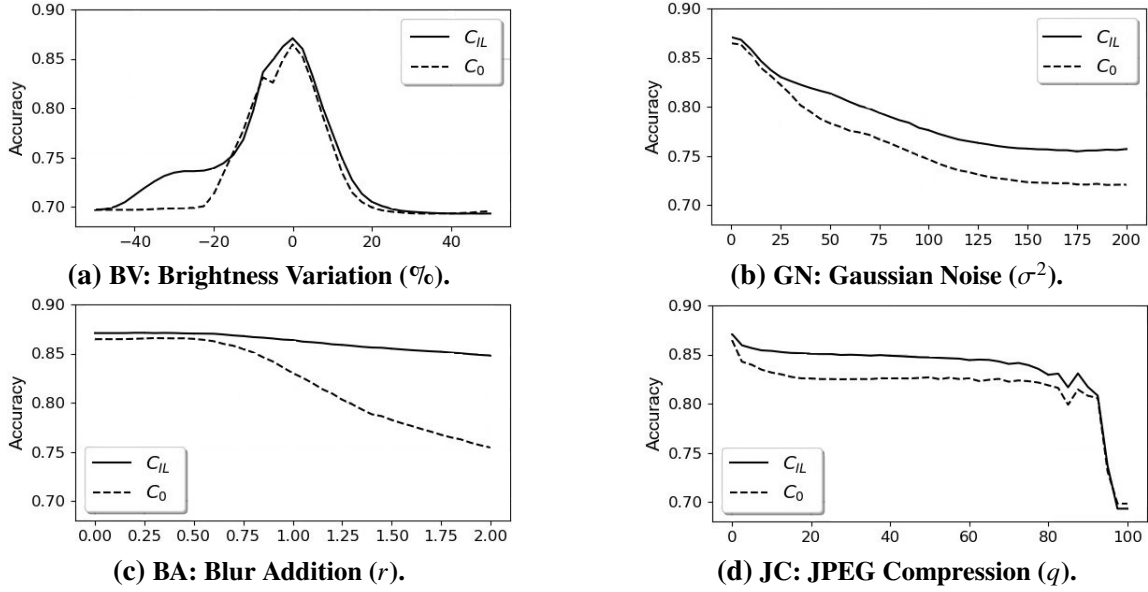 0.90
0.85
0.80
0.75
0.70
Accuracy
C_IL
C_0
−40 −20 0 20 40
(a) BV: Brightness Variation (%).
0.90
0.85
0.80
0.75
0.70
Accuracy
C_IL
C_0
0 25 50 75 100 125 150 175 200
(b) GN: Gaussian Noise (σ²).
0.90
0.85
0.80
0.75
0.70
Accuracy
C_IL
C_0
0.00 0.25 0.50 0.75 1.00 1.25 1.50 1.75 2.00
(c) BA: Blur Addition (r).
0.90
0.85
0.80
0.75
0.70
Accuracy
C_IL
C_0
0 20 40 60 80 100
(d) JC: JPEG Compression (q).